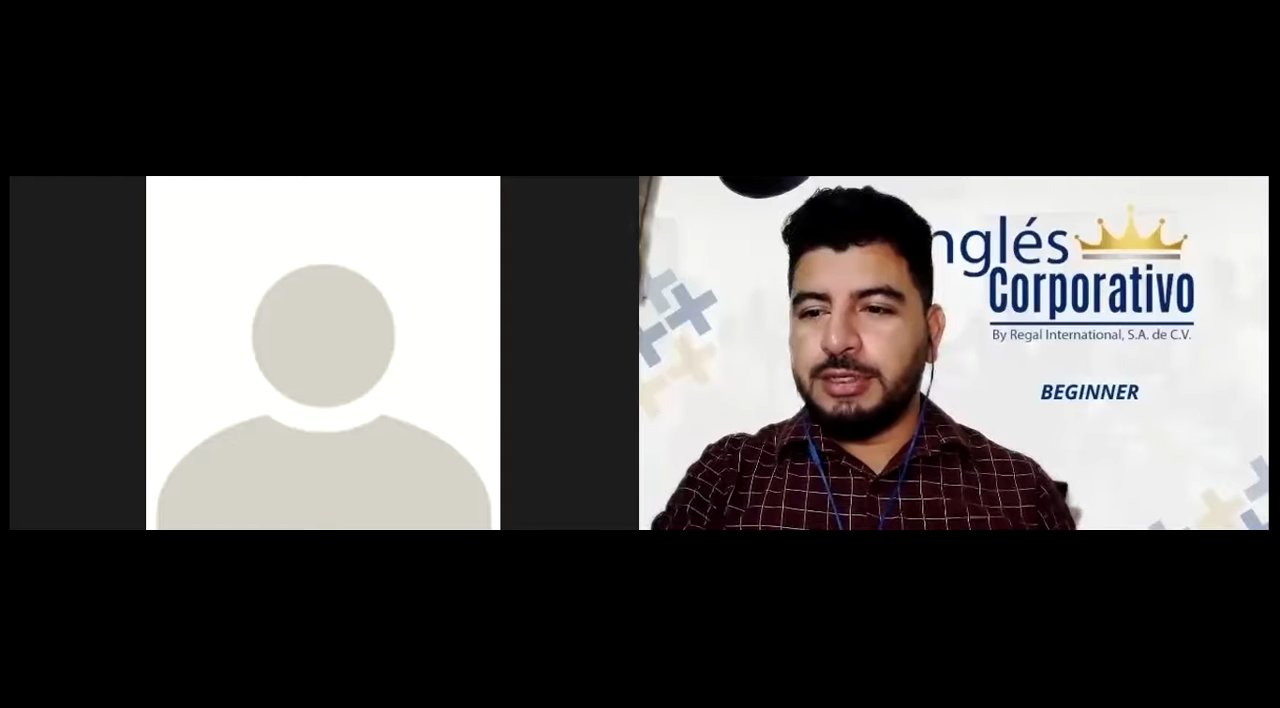 nglés
Corporativo
By Regal International, S.A. de C.V.
BEGINNER